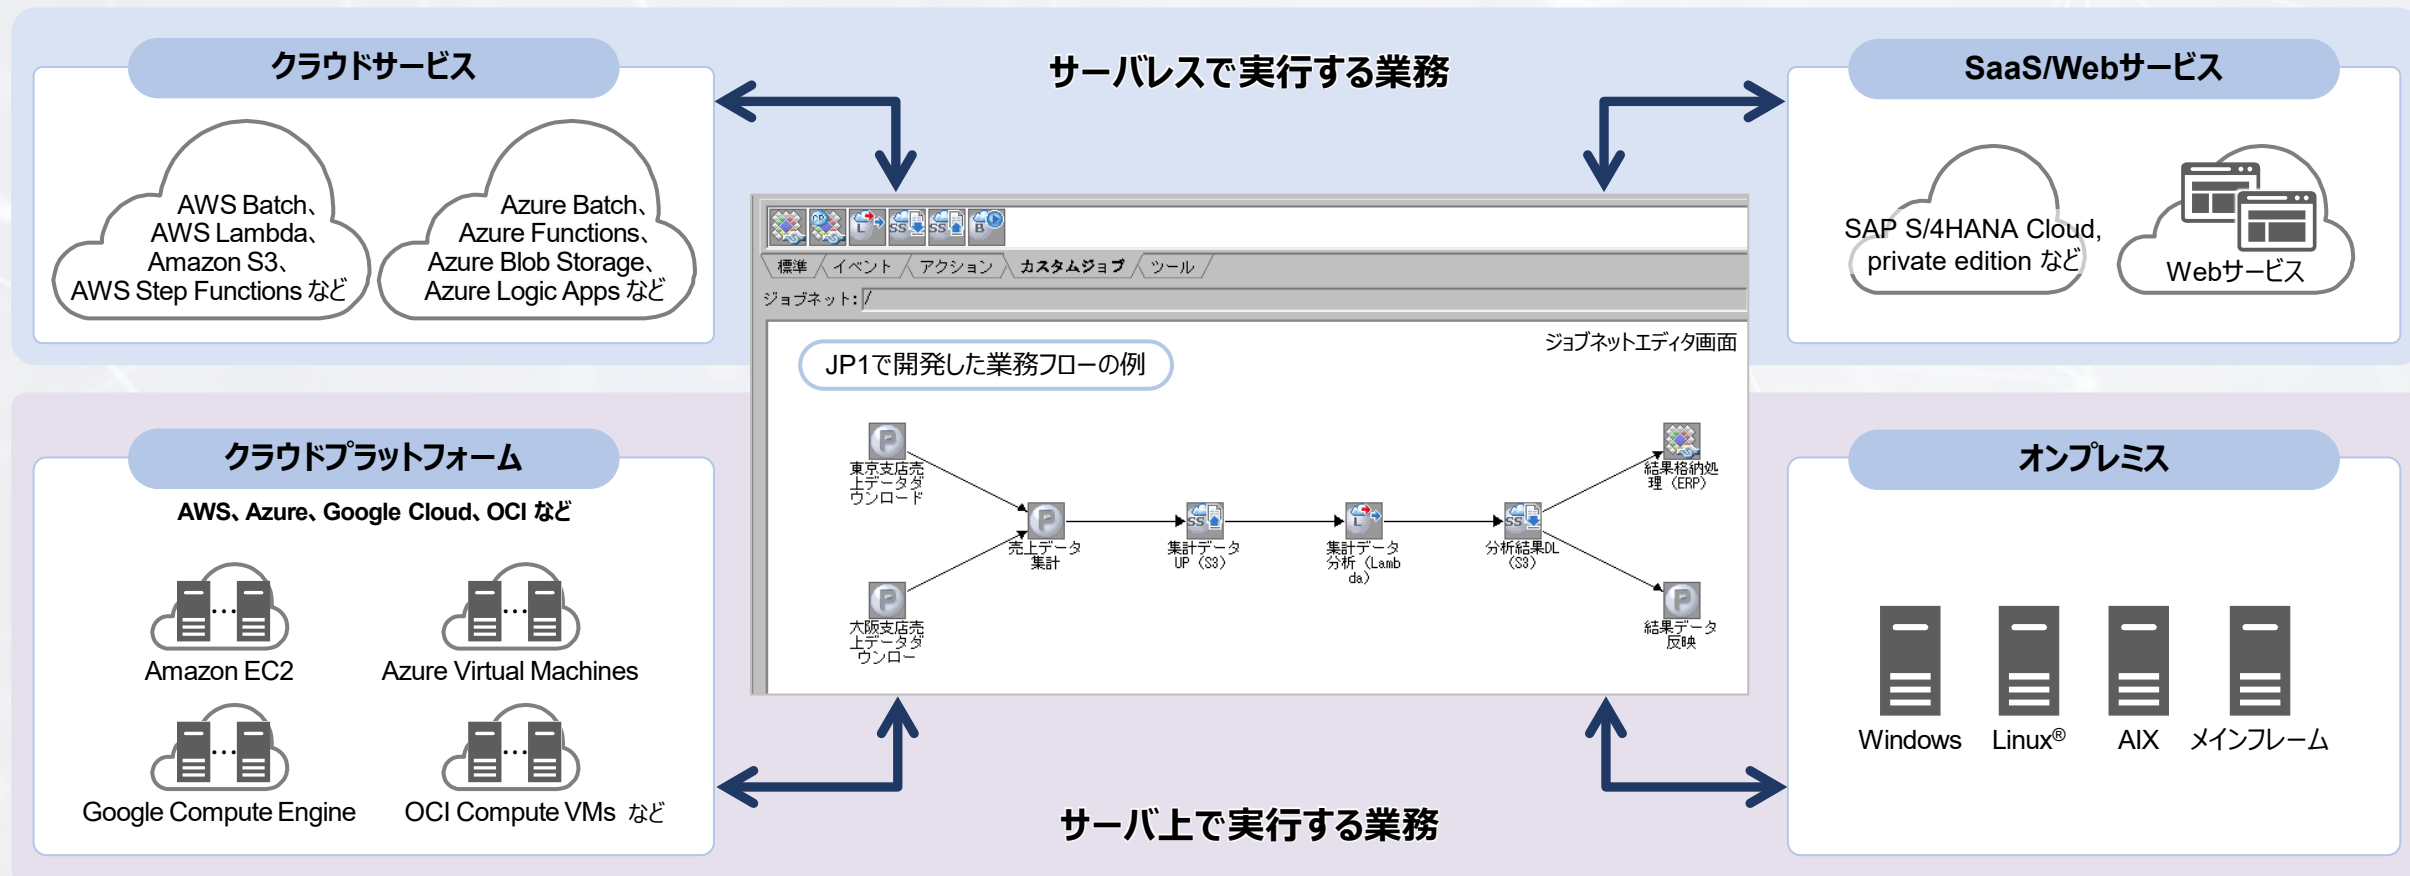 クラウドサービス
AWS Batch、
AWS Lambda、
Amazon S3、
AWS Step Functions など
Azure Batch、
Azure Functions、
Azure Blob Storage、
Azure Logic Apps など
サーバレスで実行する業務
SaaS/Webサービス
SAP S/4HANA Cloud,
private edition など
Webサービス
標準
イベント
アクション
カスタムジョブ
ツール
ジョブネット:/
ジョブネットエディタ画面
JP1で開発した業務フローの例
東京支店売
上データダ
ウンロード
大阪支店売
上データダ
ウンロー
売上データ
集計
集計データ
UP（S3）
集計データ
分析（Lamb
da）
分析結果DL
（S3）
結果格納処
理（ERP）
結果データ
反映
クラウドプラットフォーム
AWS、Azure、Google Cloud、OCI など
Amazon EC2
Azure Virtual Machines
Google Compute Engine
OCI Compute VMs など
サーバ上で実行する業務
オンプレミス
Windows
Linux®
AIX
メインフレーム